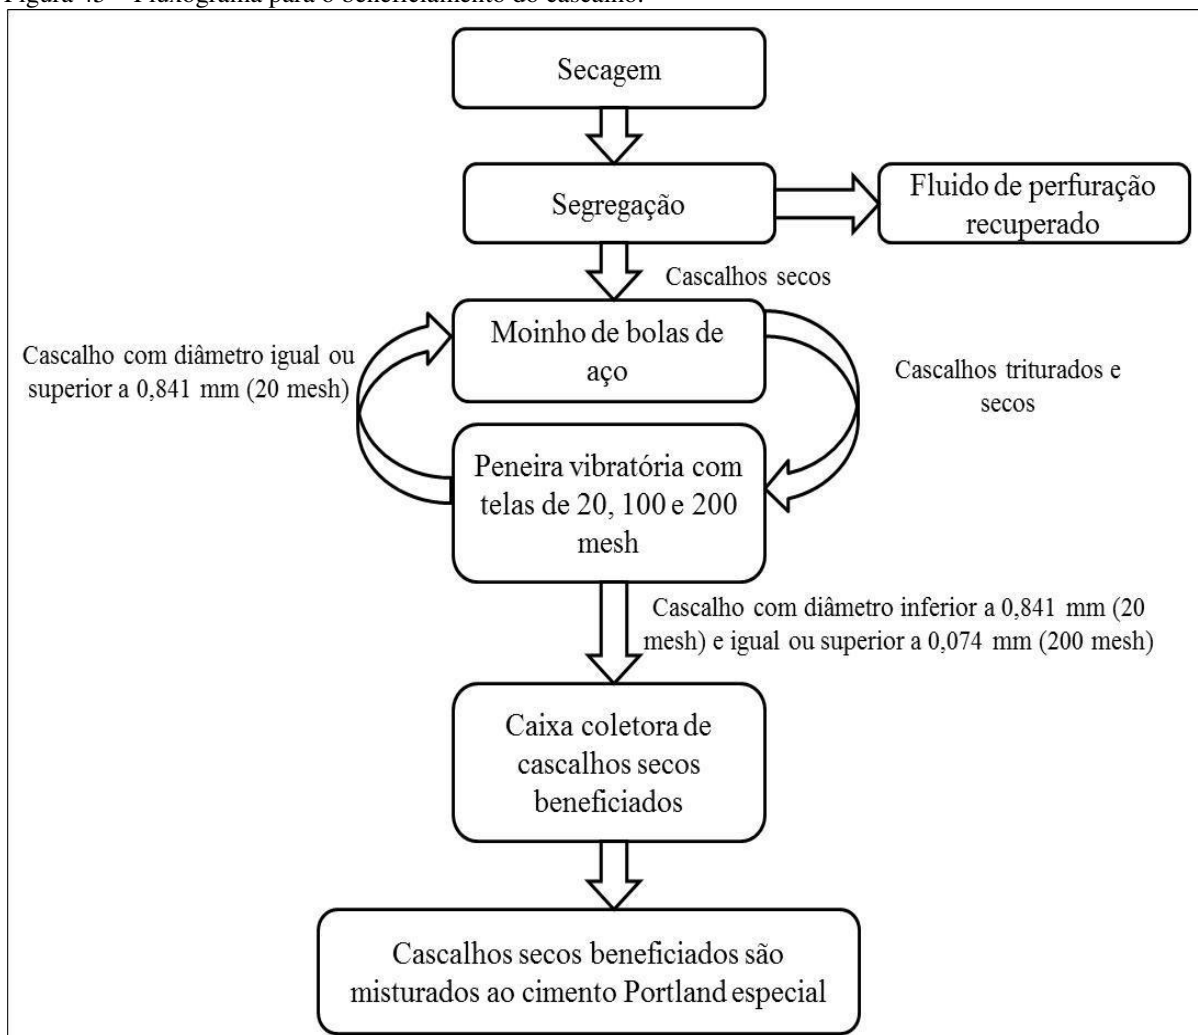 Secagem
Segregação
Fluido de perfuração
recuperado
Cascalhos secos
Moinho de bolas de
aço
Cascalho com diâmetro igual ou
superior a 0,841 mm (20 mesh)
Cascalhos triturados e
secos
Peneira vibratória com
telas de 20, 100 e 200
mesh
Cascalho com diâmetro inferior a 0,841 mm (20
mesh) e igual ou superior a 0,074 mm (200 mesh)
Caixa coletora de
cascalhos secos
beneficiados
Cascalhos secos beneficiados são
misturados ao cimento Portland especial